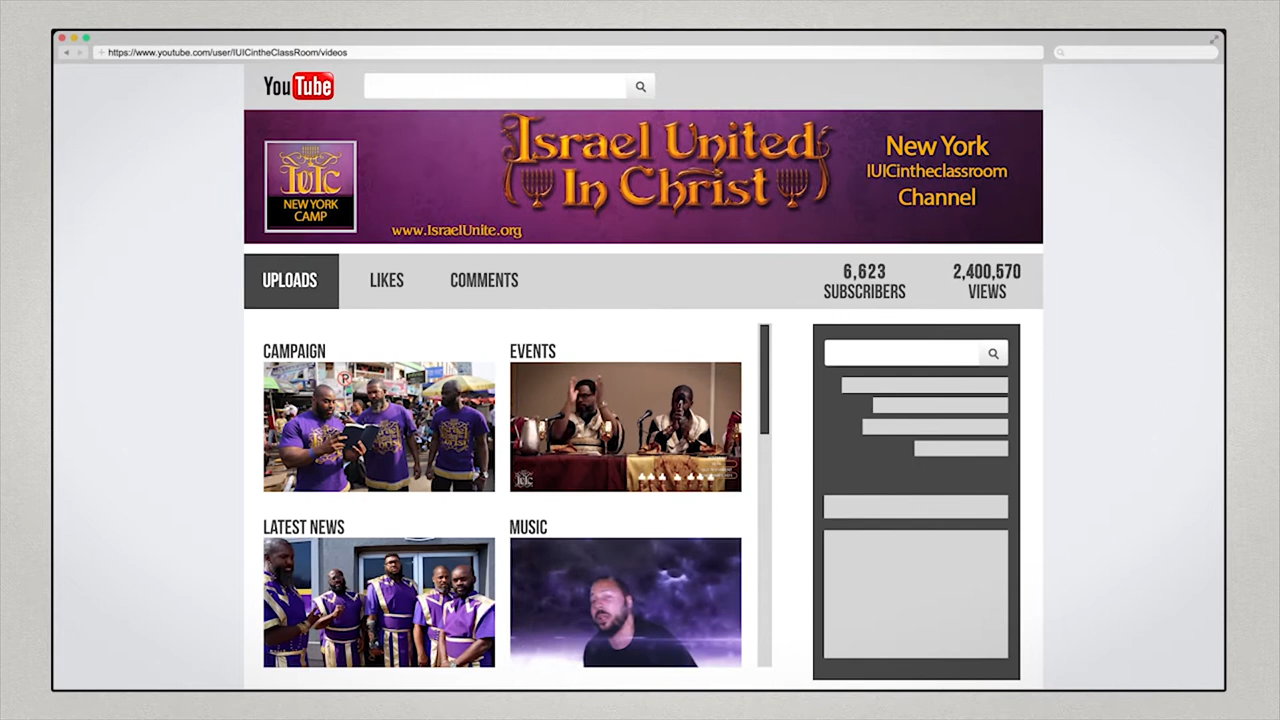 https://www.youtube.com/user/IUICintheClassRoom/videos
YouTube
Israel United
In Christ
New York
IUICintheclassroom
Channel
IUIC
NEW YORK
CAMP
www.IsraelUnite.org
UPLOADS
LIKES
COMMENTS
6,623
SUBSCRIBERS
2,400,570
VIEWS
CAMPAIGN
EVENTS
P
IUIC
LATEST NEWS
MUSIC